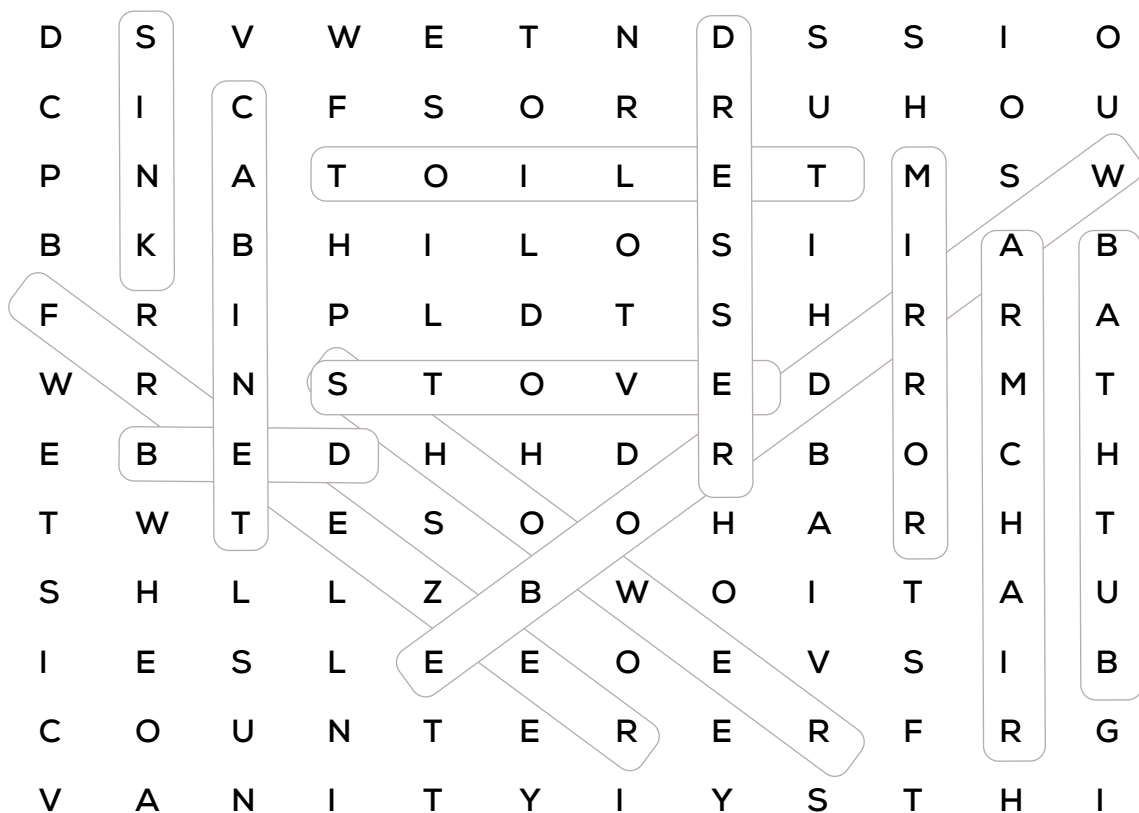 D S V W E T N D S S I O
C I C F S O R R U H O U
P N A T O I L E T M S W
B K B H I L O S I I A B
F R I P L D T S H R R A
W R N S T O V E D R M T
E B E D H H D R B O C H
T W T E S O O H A R H T
S H L L Z B W O I T A U
I E S L E E O E V S I B
C O U N T E R E R F R G
V A N I T Y I Y S T H I